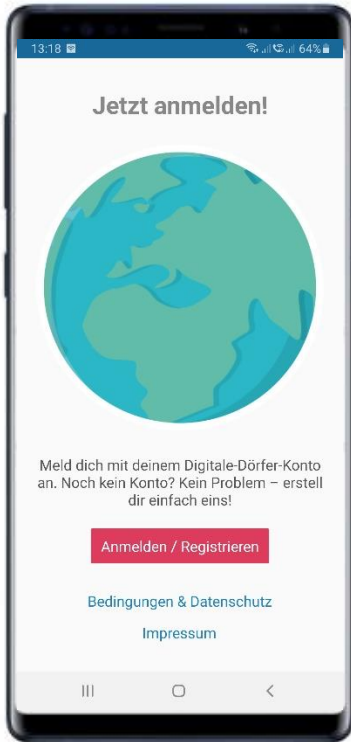 13:18 64%
Jetzt anmelden!
Meld dich mit deinem Digitale-Dörfer-Konto
an. Noch kein Konto? Kein Problem – erstell
dir einfach eins!
Anmelden / Registrieren
Bedingungen & Datenschutz
Impressum